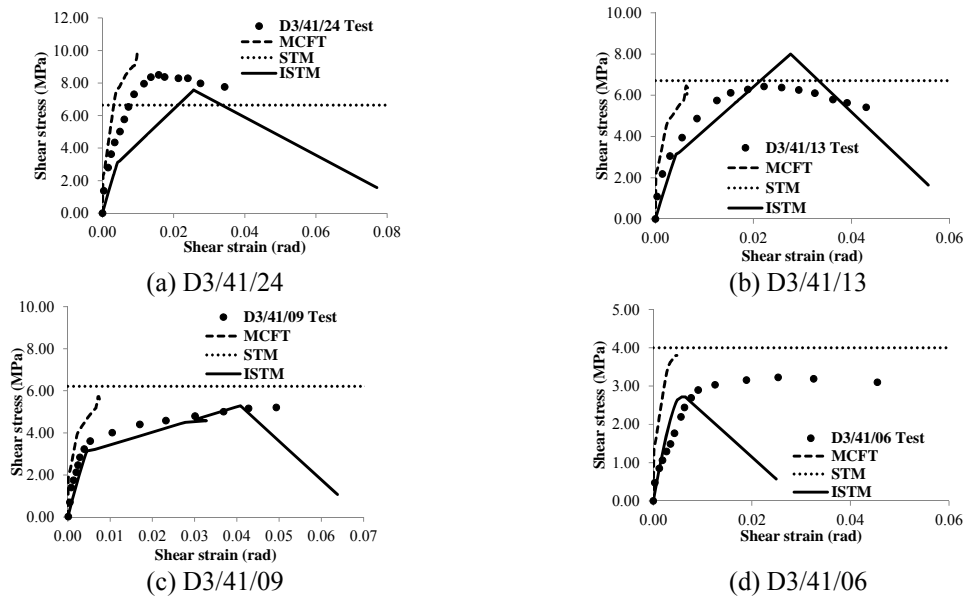 12.00
10.00
8.00
6.00
4.00
2.00
0.00
Shear stress (MPa)
D3/41/24 Test
MCFT
STM
ISTM
0.00 0.02 0.04 0.06 0.08
Shear strain (rad)
(a) D3/41/24
10.00
8.00
6.00
4.00
2.00
0.00
Shear stress (MPa)
D3/41/13 Test
MCFT
STM
ISTM
0.00 0.02 0.04 0.06
Shear strain (rad)
(b) D3/41/13
10.00
8.00
6.00
4.00
2.00
0.00
Shear stress (MPa)
D3/41/09 Test
MCFT
STM
ISTM
0.00 0.01 0.02 0.03 0.04 0.05 0.06 0.07
Shear strain (rad)
(c) D3/41/09
5.00
4.00
3.00
2.00
1.00
0.00
Shear stress (MPa)
D3/41/06 Test
MCFT
STM
ISTM
0.00 0.02 0.04 0.06
Shear strain (rad)
(d) D3/41/06